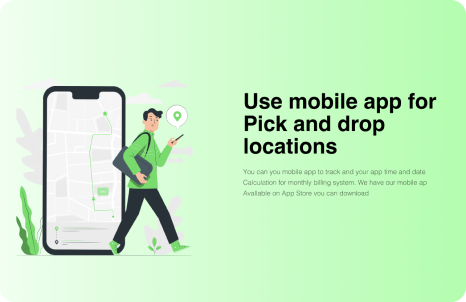 Use mobile app for
Pick and drop
locations
You can you mobile app to track and your app time and date
Calculation for monthly billing system. We have our mobile ap
Available on App Store you can download